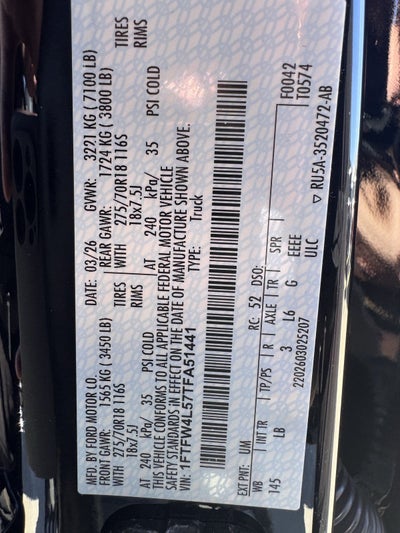 MFD. BY FORD MOTOR CO.
DATE: 03/26 GVWR: 3221 KG ( 7100 LB)
FRONT GAWR: 1565 KG ( 3450 LB) REAR GAWR: 1724 KG ( 3800 LB)
275/70R18 116S TIRES WITH 275/70R18 116S TIRES
18x7.5J RIMS 18x7.5J RIMS
AT 240 kPa/ 35 PSI COLD AT 240 kPa/ 35 PSI COLD
THIS VEHICLE CONFORMS TO ALL APPLICABLE FEDERAL MOTOR VEHICLE
SAFETY STANDARDS IN EFFECT ON THE DATE OF MANUFACTURE SHOWN ABOVE.
1FTFW4L57TFA51441 TYPE: Truck
F0042
T0574
EXT PNT: UM RC: 52 DSO:
WB INT TR TP/PS R AXLE TR SPR
145 LB 3 L6 G EEEE
ULC
2202603025207
▽ RU5A-3520472-AB